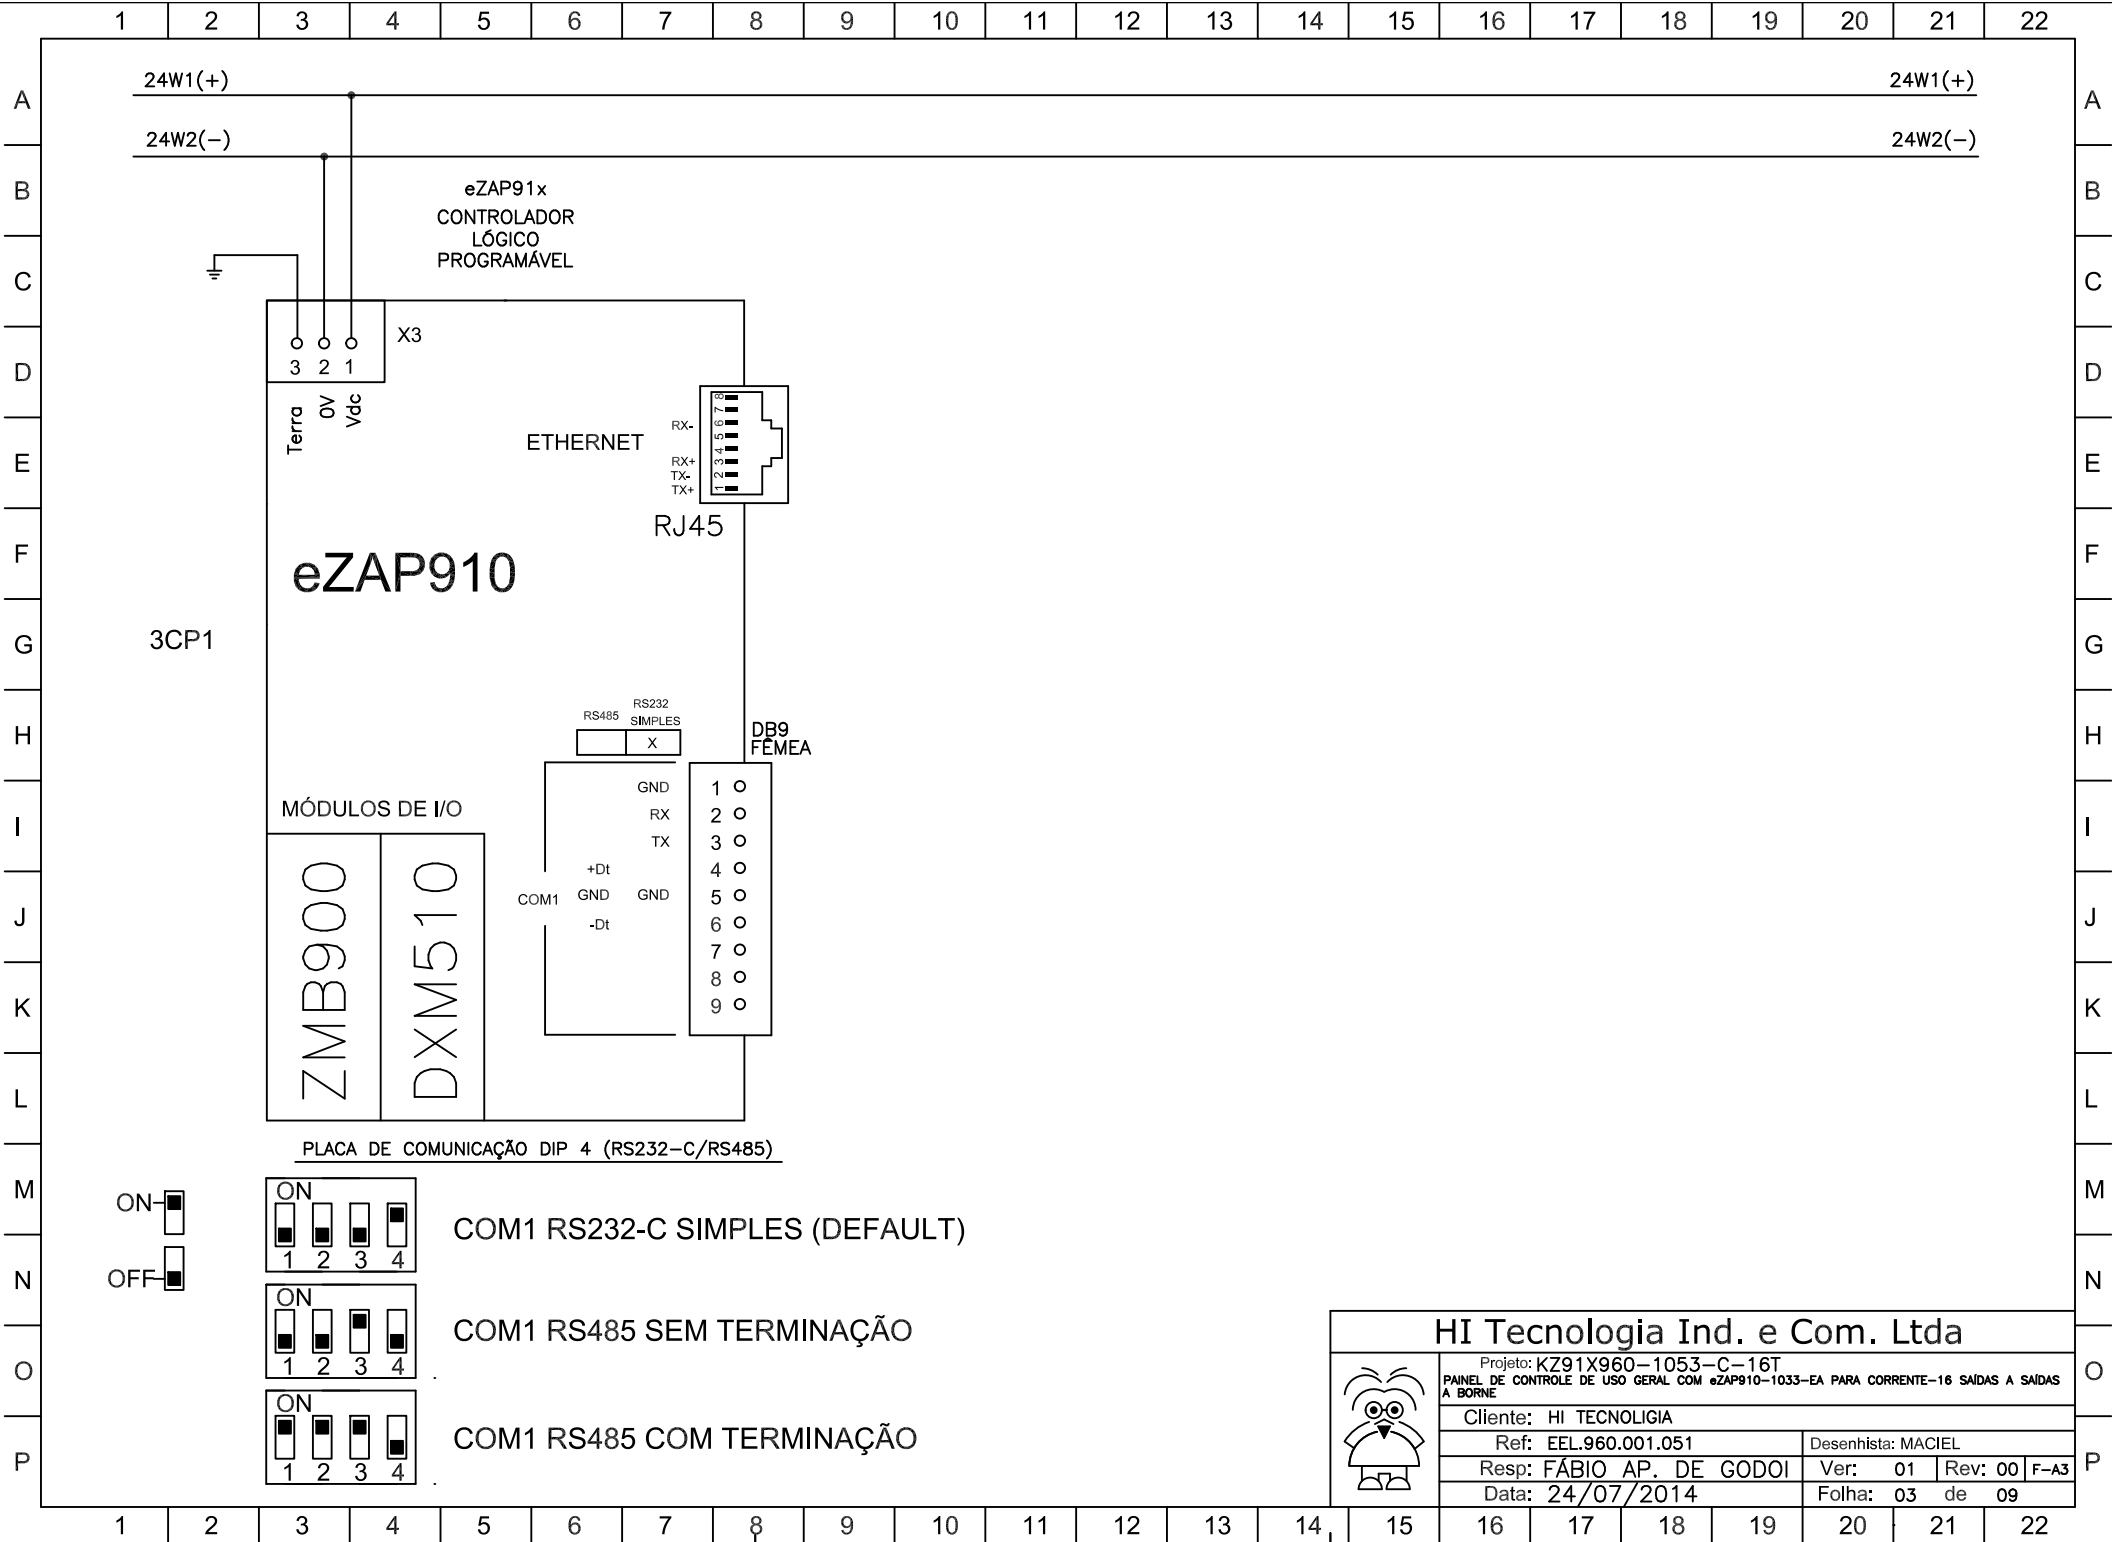 1 2 3 4 5 6 7 8 9 10 11 12 13 14 15 16 17 18 19 20 21 22
24W1(+) 24W1(+)
A A
24W2(-) 24W2(-)
B B
eZAP91x
CONTROLADOR
LÓGICO
PROGRAMÁVEL
C C
X3
3 2 1
D D
Terra
0V
Vdc
8
7
RX- 6
5
4
RX+ 3
TX- 2
TX+ 1
ETHERNET
E E
RJ45
F F
eZAP910
3CP1
G G
RS485
RS232
SIMPLES
X
DB9
FÊMEA
H H
GND 1
RX 2
TX 3
+Dt 4
COM1 GND GND 5
-Dt 6
7
8
9
MÓDULOS DE I/O
I I
ZMB900
DXM510
J J
K K
L L
PLACA DE COMUNICAÇÃO DIP 4 (RS232-C/RS485)
M M
ON
ON
1 2 3 4
COM1 RS232-C SIMPLES (DEFAULT)
OFF
N N
ON
1 2 3 4
COM1 RS485 SEM TERMINAÇÃO
O O
ON
1 2 3 4
COM1 RS485 COM TERMINAÇÃO
P P
HI Tecnologia Ind. e Com. Ltda
Projeto: KZ91X960-1053-C-16T
PAINEL DE CONTROLE DE USO GERAL COM eZAP910-1033-EA PARA CORRENTE-16 SAÍDAS A SAÍDAS
A BORNE
Cliente: HI TECNOLIGIA
Ref: EEL.960.001.051 Desenhista: MACIEL
Resp: FÁBIO AP. DE GODOI Ver: 01 Rev: 00 F-A3
Data: 24/07/2014 Folha: 03 de 09
1 2 3 4 5 6 7 8 9 10 11 12 13 14 15 16 17 18 19 20 21 22